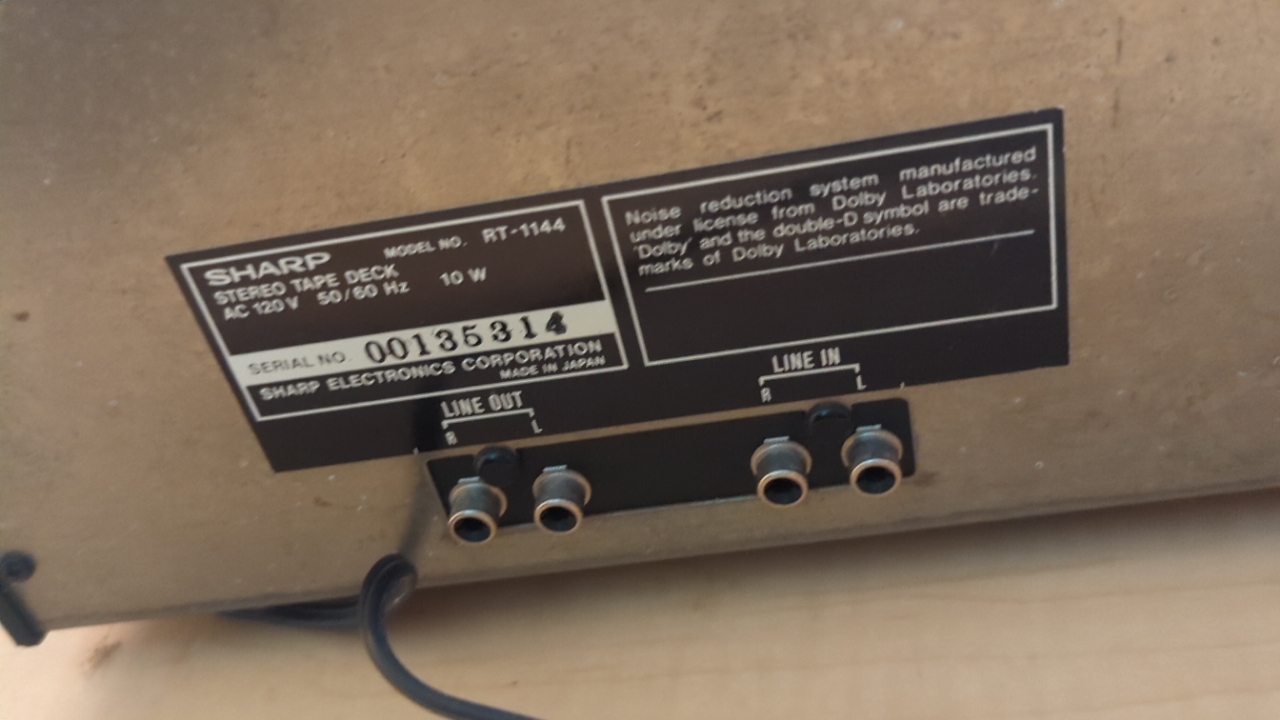 SHARP MODEL NO. RT-1144
STEREO TAPE DECK
AC 120 V 50/60 Hz 10 W
SERIAL NO. 00135314
SHARP ELECTRONICS CORPORATION
MADE IN JAPAN
Noise reduction system manufactured
under license from Dolby Laboratories.
'Dolby' and the double-D symbol are trade-
marks of Dolby Laboratories.
LINE OUT
R L
LINE IN
R L